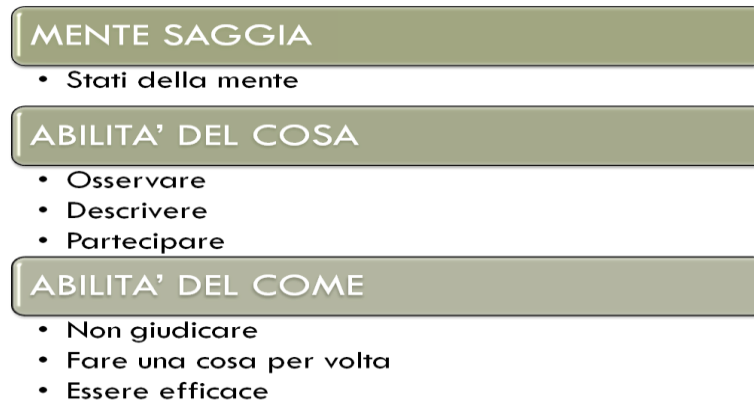 MENTE SAGGIA
• Stati della mente
ABILITA’ DEL COSA
• Osservare
• Descrivere
• Partecipare
ABILITA’ DEL COME
• Non giudicare
• Fare una cosa per volta
• Essere efficace